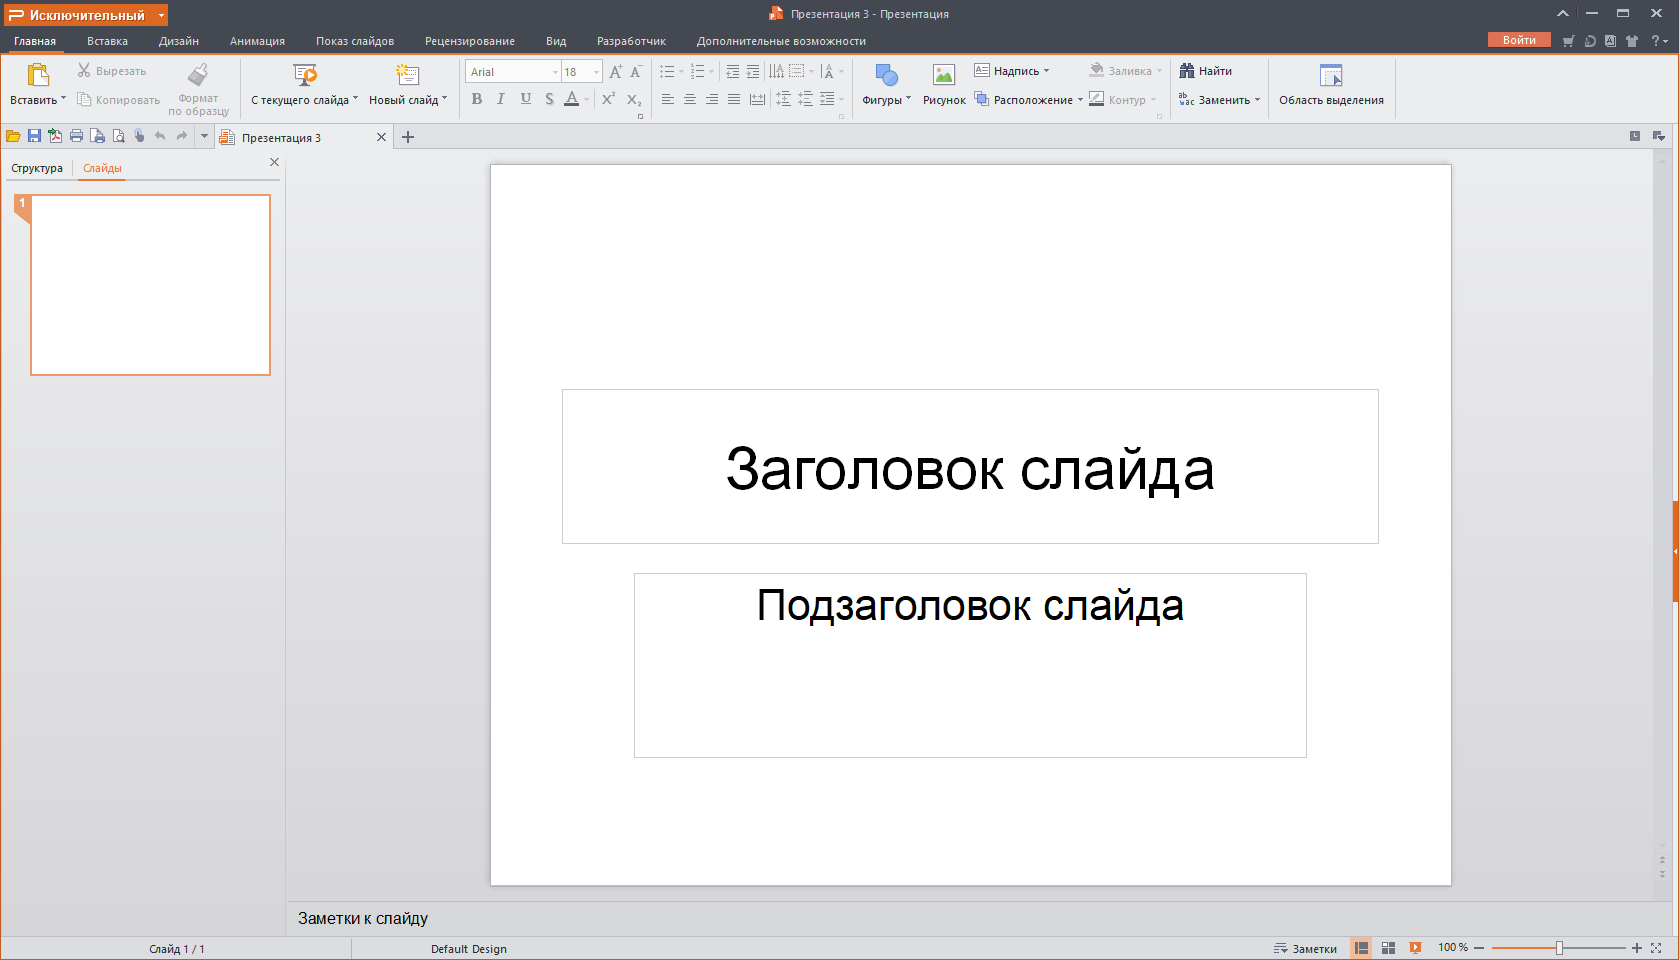 Исключительный
Презентация 3 - Презентация
Главная
Вставка
Дизайн
Анимация
Показ слайдов
Рецензирование
Вид
Разработчик
Дополнительные возможности
Войти
Вставить
Вырезать
Копировать
Формат
по образцу
С текущего слайда
Новый слайд
Arial
18
Фигуры
Рисунок
Надпись
Расположение
Заливка
Контур
Найти
Заменить
Область выделения
Презентация 3
Структура
Слайды
1
Заголовок слайда
Подзаголовок слайда
Заметки к слайду
Слайд 1 / 1
Default Design
Заметки
100 %